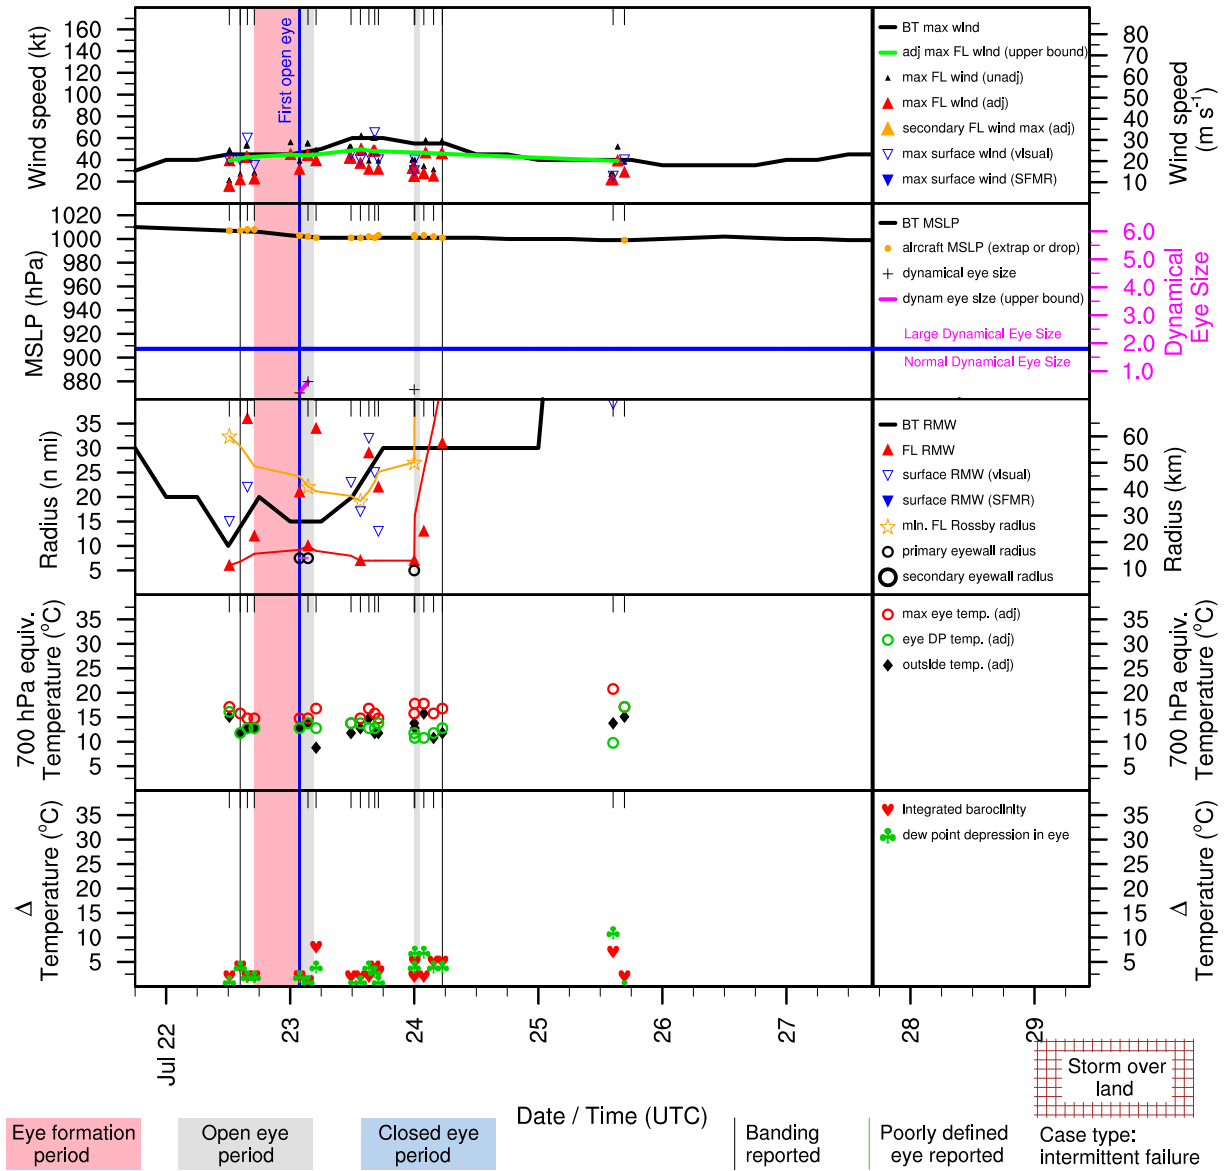 Wind speed (kt)
160
140
120
100
80
60
40
20
First open eye
BT max wind
adj max FL wind (upper bound)
max FL wind (unadj)
max FL wind (adj)
secondary FL wind max (adj)
max surface wind (visual)
max surface wind (SFMR)
80
70
60
50
40
30
20
10
Wind speed
(m s⁻¹)
MSLP (hPa)
1020
1000
980
960
940
920
900
880
BT MSLP
aircraft MSLP (extrap or drop)
dynamical eye size
dynam eye size (upper bound)
Large Dynamical Eye Size
Normal Dynamical Eye Size
6.0
5.0
4.0
3.0
2.0
1.0
Dynamical
Eye Size
Radius (n mi)
35
30
25
20
15
10
5
BT RMW
FL RMW
surface RMW (visual)
surface RMW (SFMR)
min. FL Rossby radius
primary eyewall radius
secondary eyewall radius
60
50
40
30
20
10
Radius (km)
700 hPa equiv.
Temperature (°C)
35
30
25
20
15
10
5
max eye temp. (adj)
eye DP temp. (adj)
outside temp. (adj)
35
30
25
20
15
10
5
700 hPa equiv.
Temperature (°C)
Δ
Temperature (°C)
35
30
25
20
15
10
5
Integrated baroclinity
dew point depression in eye
35
30
25
20
15
10
5
Δ
Temperature (°C)
Jul 22
23
24
25
26
27
28
29
Date / Time (UTC)
Storm over
land
Eye formation
period
Open eye
period
Closed eye
period
Banding
reported
Poorly defined
eye reported
Case type:
intermittent failure